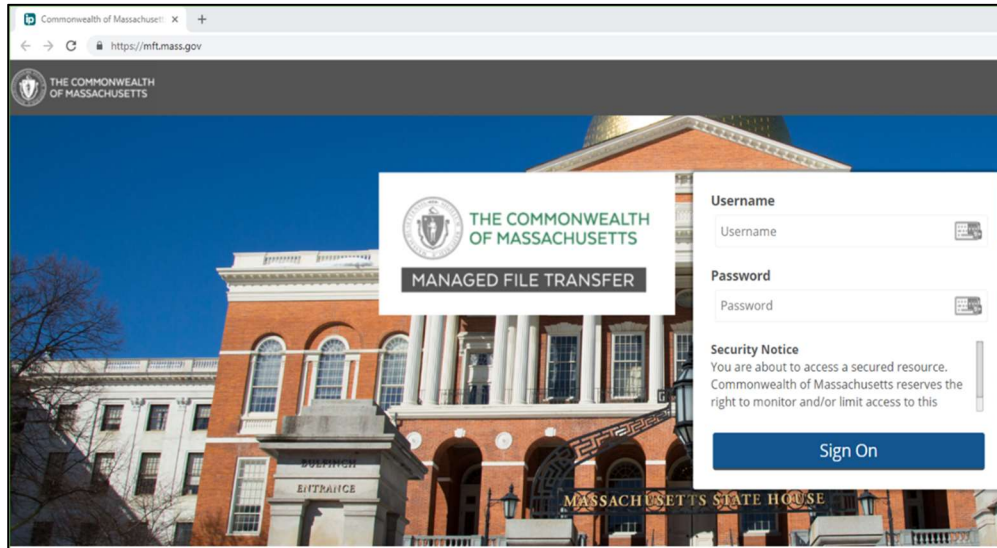 Commonwealth of Massachusett
https://mft.mass.gov
THE COMMONWEALTH
OF MASSACHUSETTS
THE COMMONWEALTH
OF MASSACHUSETTS
MANAGED FILE TRANSFER
Username
Username
Password
Password
Security Notice
You are about to access a secured resource.
Commonwealth of Massachusetts reserves the
right to monitor and/or limit access to this
Sign On
BULFINCH
ENTRANCE
MASSACHUSETTS STATE HOUSE